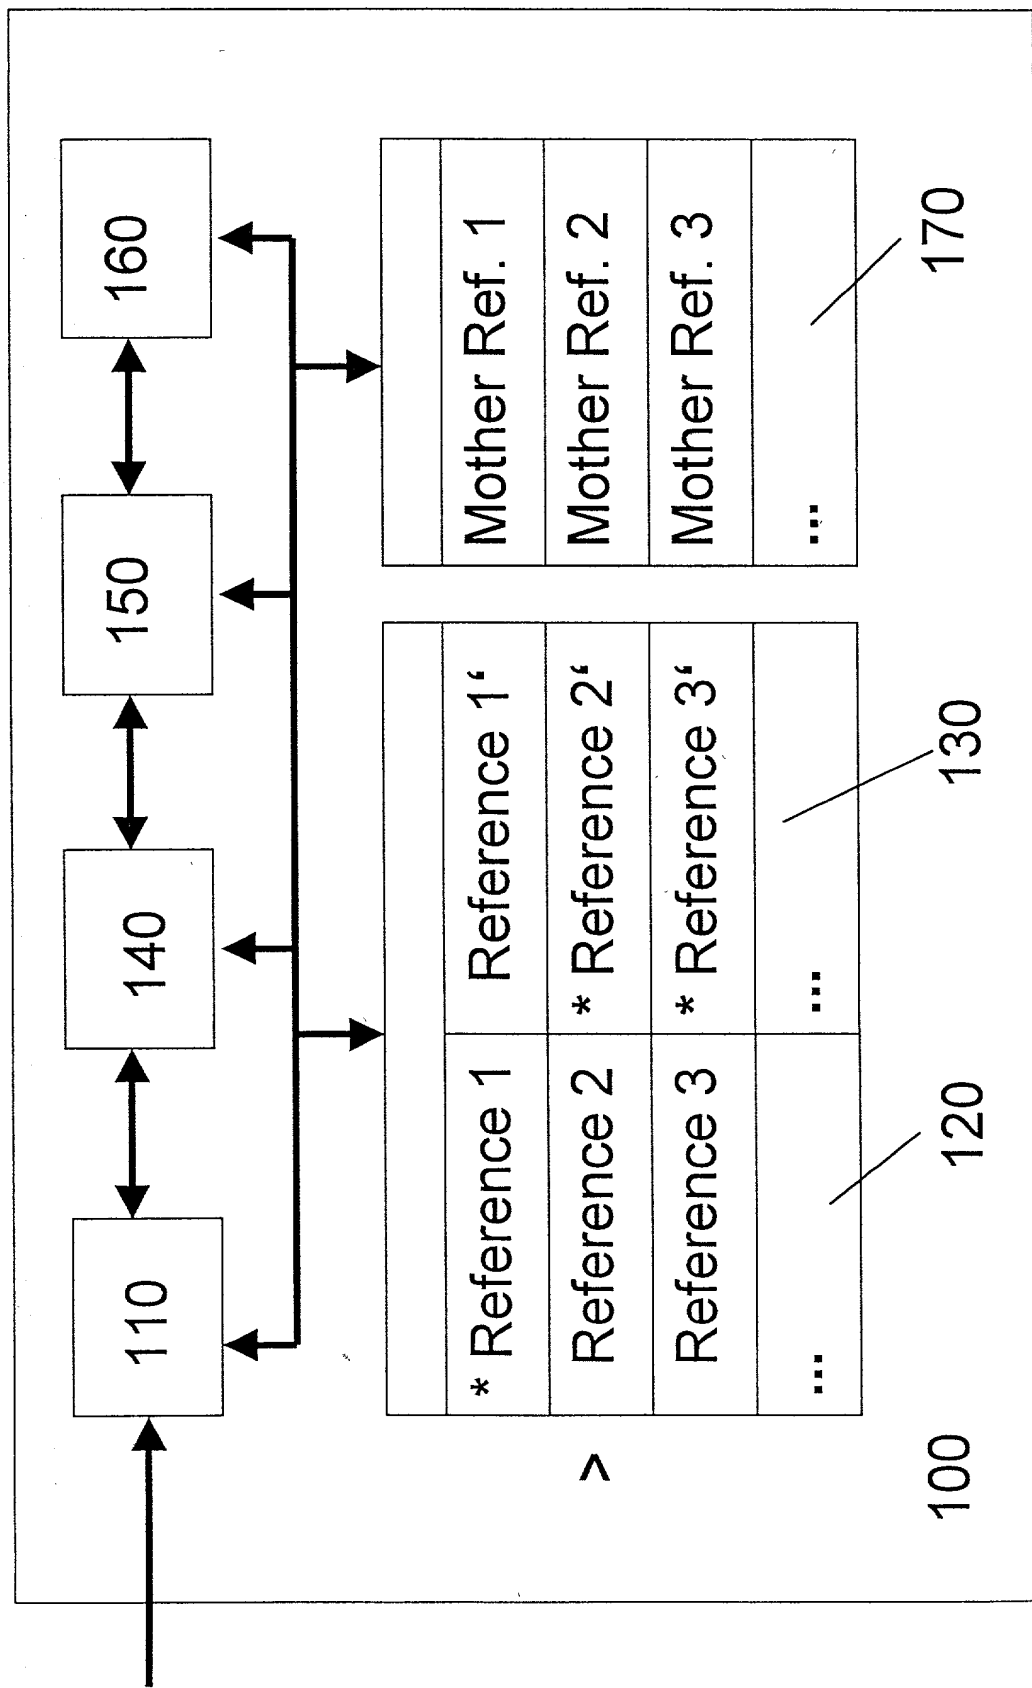 110 140 150 160
* Reference 1 Reference 1‘ Mother Ref. 1
> Reference 2 * Reference 2‘ Mother Ref. 2
Reference 3 * Reference 3‘ Mother Ref. 3
... ... ...
100 120 130 170